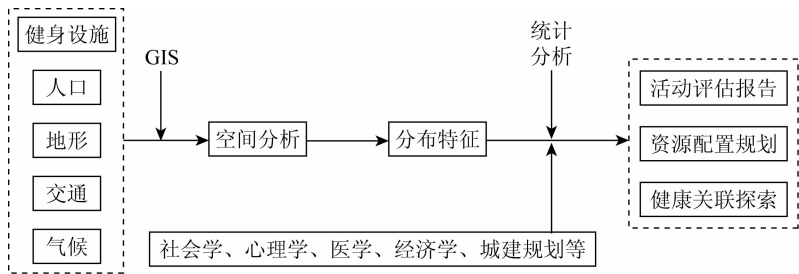 健身设施
人口
地形
交通
气候
GIS
空间分析
分布特征
统计
分析
社会学、心理学、医学、经济学、城建规划等
活动评估报告
资源配置规划
健康关联探索